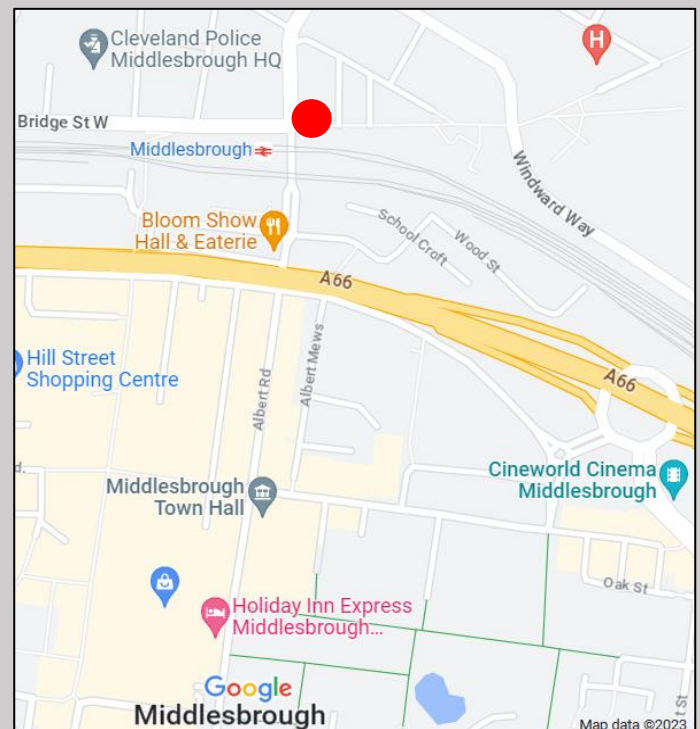 Cleveland Police
Middlesbrough HQ
H
Bridge St W
Middlesbrough
Windward Way
Bloom Show
Hall & Eaterie
School Croft
Wood St
A66
Hill Street
Shopping Centre
Albert Rd
Albert Mews
A66
d.
Cineworld Cinema
Middlesbrough
Middlesbrough
Town Hall
Oak St
Holiday Inn Express
Middlesbrough...
Google
Middlesbrough
t St
Map data ©2023